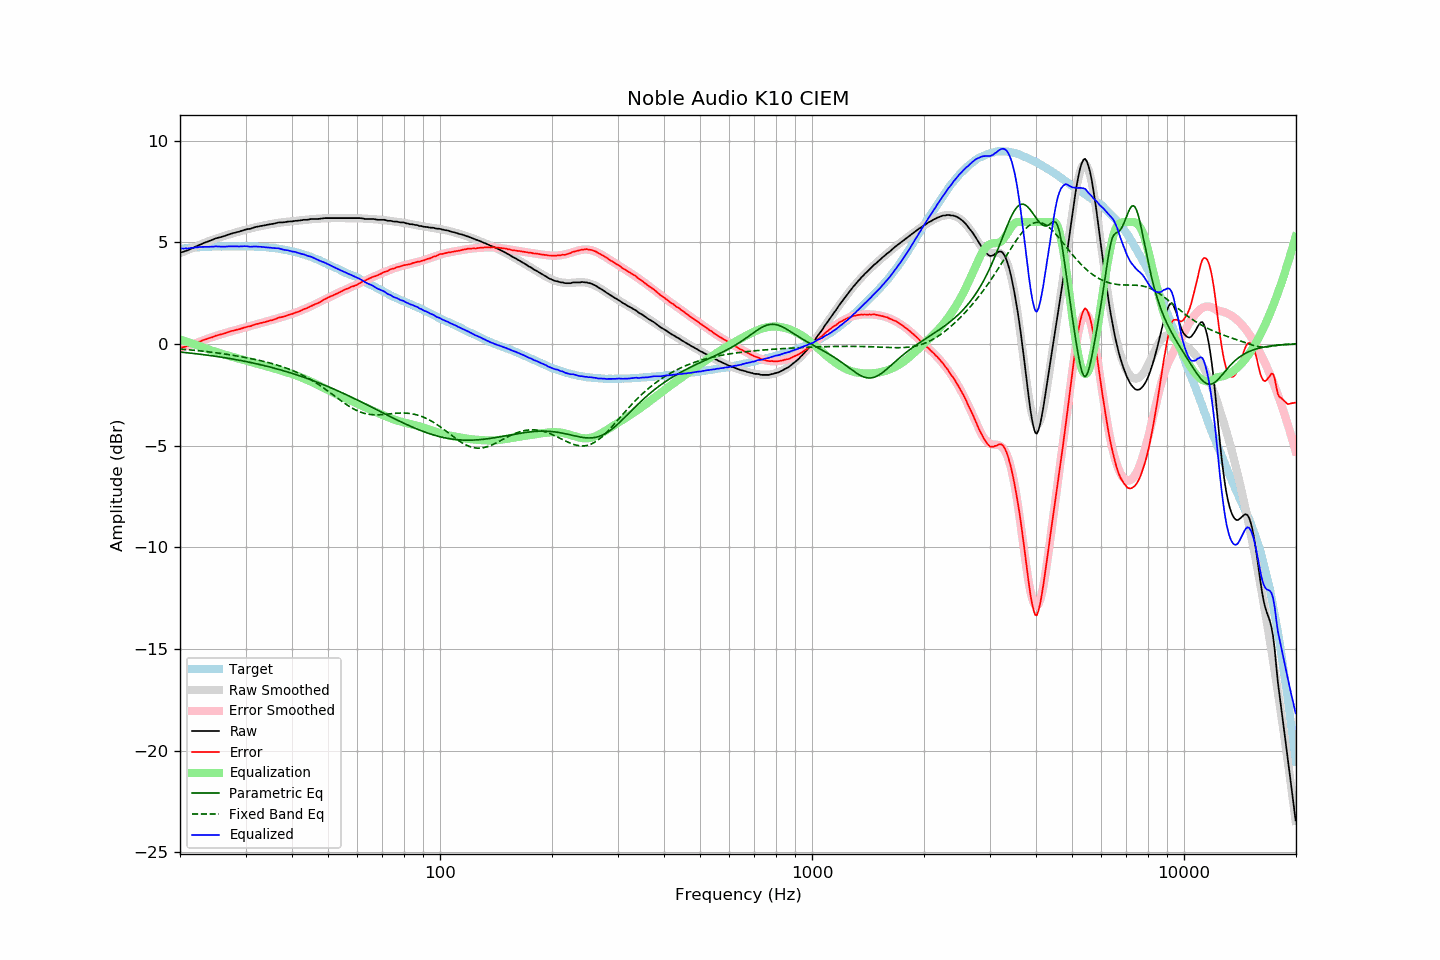 Noble Audio K10 CIEM
Amplitude (dBr)
10
5
0
−5
−10
−15
−20
−25
Target
Raw Smoothed
Error Smoothed
Raw
Error
Equalization
Parametric Eq
Fixed Band Eq
Equalized
100
1000
10000
Frequency (Hz)